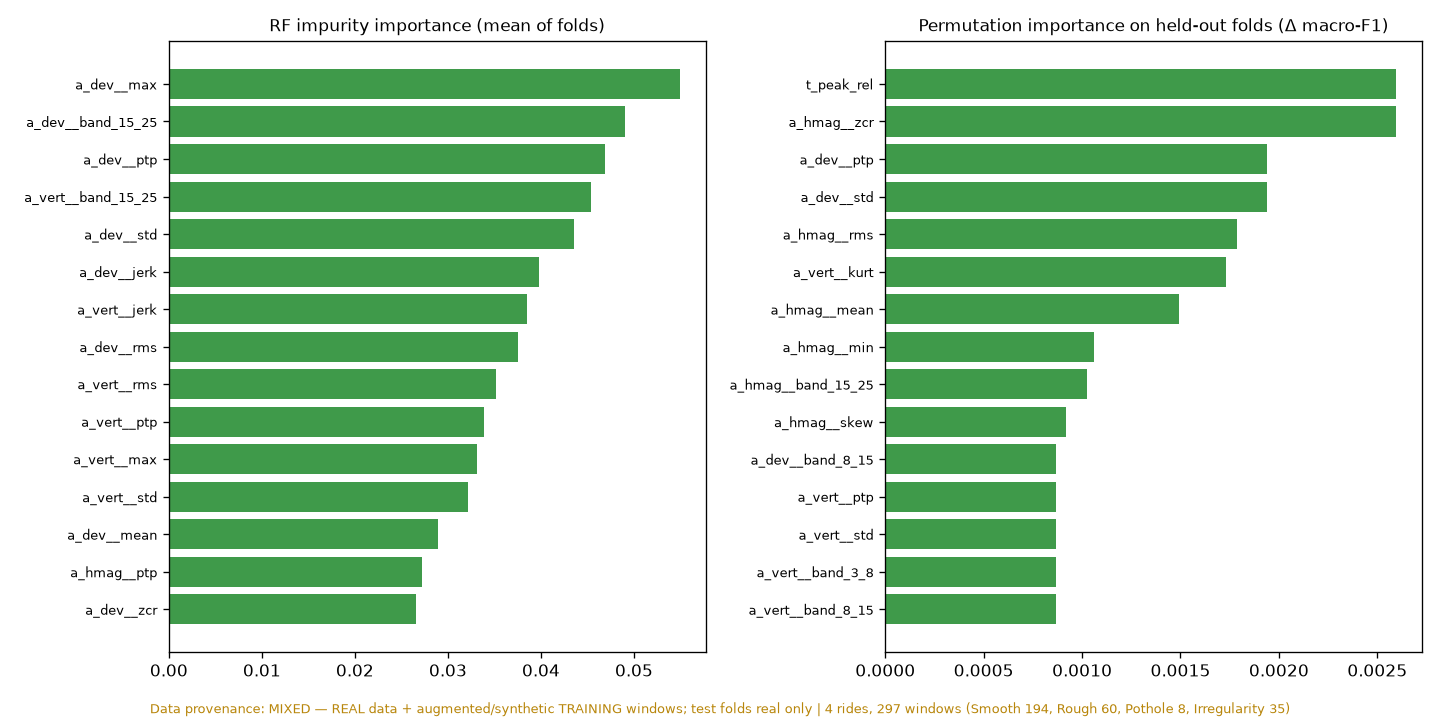 RF impurity importance (mean of folds)
a_dev__max
a_dev__band_15_25
a_dev__ptp
a_vert__band_15_25
a_dev__std
a_dev__jerk
a_vert__jerk
a_dev__rms
a_vert__rms
a_vert__ptp
a_vert__max
a_vert__std
a_dev__mean
a_hmag__ptp
a_dev__zcr
0.00 0.01 0.02 0.03 0.04 0.05
Permutation importance on held-out folds (Δ macro-F1)
t_peak_rel
a_hmag__zcr
a_dev__ptp
a_dev__std
a_hmag__rms
a_vert__kurt
a_hmag__mean
a_hmag__min
a_hmag__band_15_25
a_hmag__skew
a_dev__band_8_15
a_vert__ptp
a_vert__std
a_vert__band_3_8
a_vert__band_8_15
0.0000 0.0005 0.0010 0.0015 0.0020 0.0025
Data provenance: MIXED — REAL data + augmented/synthetic TRAINING windows; test folds real only | 4 rides, 297 windows (Smooth 194, Rough 60, Pothole 8, Irregularity 35)